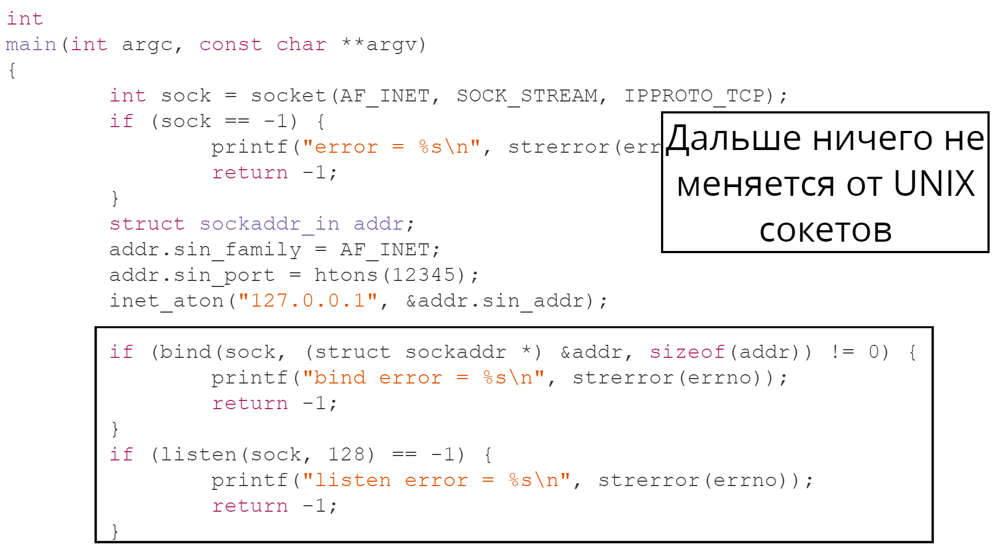 int
main(int argc, const char **argv)
{
        int sock = socket(AF_INET, SOCK_STREAM, IPPROTO_TCP);
        if (sock == -1) {
                printf("error = %s\n", strerror(err
                return -1;
        }
        struct sockaddr_in addr;
        addr.sin_family = AF_INET;
        addr.sin_port = htons(12345);
        inet_aton("127.0.0.1", &addr.sin_addr);
Дальше ничего не
меняется от UNIX
сокетов
        if (bind(sock, (struct sockaddr *) &addr, sizeof(addr)) != 0) {
                printf("bind error = %s\n", strerror(errno));
                return -1;
        }
        if (listen(sock, 128) == -1) {
                printf("listen error = %s\n", strerror(errno));
                return -1;
        }